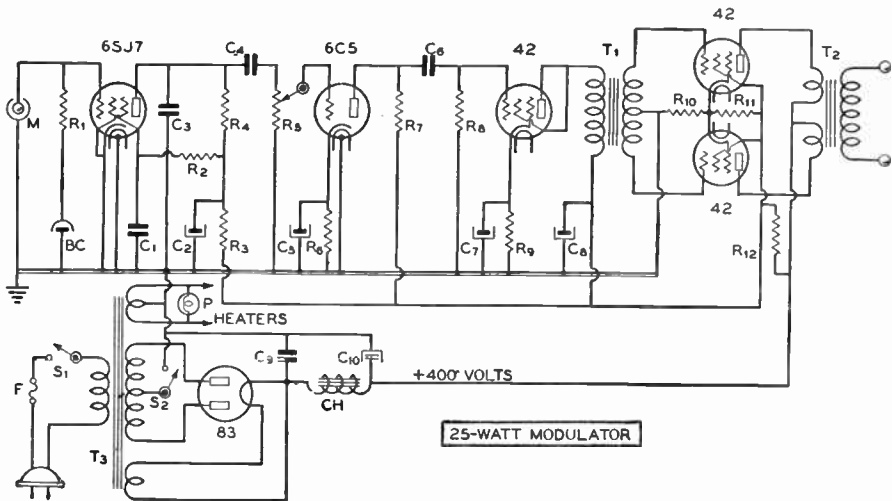 6SJ7
C4
6C5
C6
42
T1
42
T2
M
R1
C3
R4
R5
R7
R8
R10
R11
R2
BC
C1
C2
R3
C5
R6
C7
R9
C8
42
R12
P
HEATERS
S1
F
S2
C9
C10
+400 VOLTS
CH
83
T3
25-WATT MODULATOR